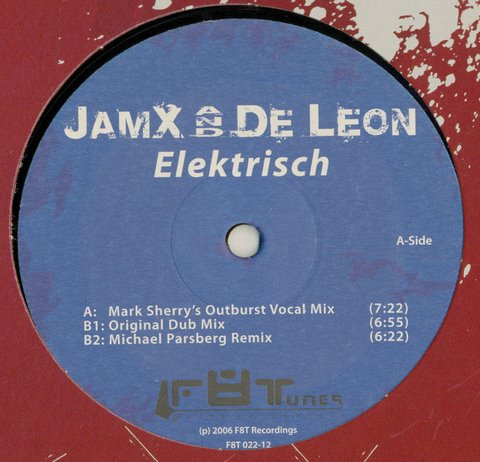 JAMX AND DE LEON
Elektrisch
A-Side
A: Mark Sherry's Outburst Vocal Mix (7:22)
B1: Original Dub Mix (6:55)
B2: Michael Parsberg Remix (6:22)
F8Tunes
(p) 2006 F8T Recordings
F8T 022-12